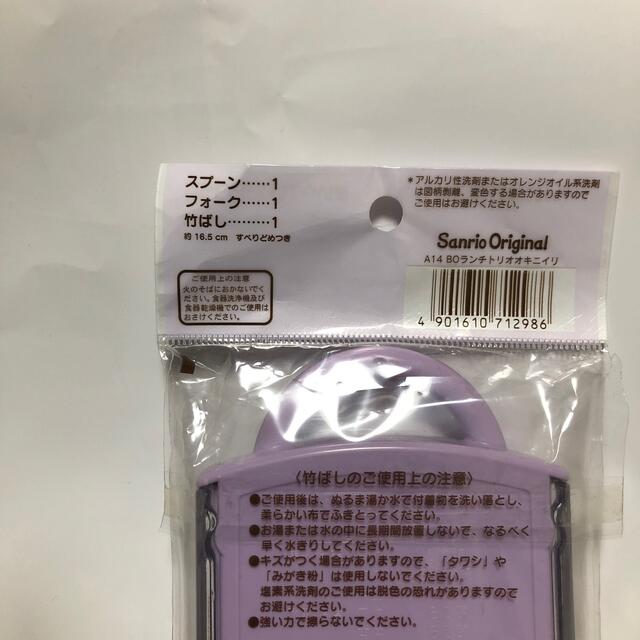 スプーン……1
フォーク……1
竹ばし………1
約 16.5 cm すべりどめつき
ご使用上の注意
火のそばにおかないでく
ださい。食器洗浄機及び
食器乾燥機でのご使用は
おさけください。
*アルカリ性洗剤またはオレンジオイル系洗剤
は図柄剥離、変色する場合がありますので
ご使用はお避けください。
Sanrio Original
A14 BOランチトリオオキニイリ
4 901610 712986
〈竹ばしのご使用上の注意〉
●ご使用後は、ぬるま湯か水で付着物を洗い落とし、
柔らかい布でふきとってください。
●お湯または水の中に長期間放置しないで、なるべく
早く水きりしてください。
●キズがつく場合がありますので、「タワシ」や
「みがき粉」は使用しないでください。
塩素系洗剤のご使用は脱色の恐れがありますので
お避けください。
●強い力で擦らないでください。